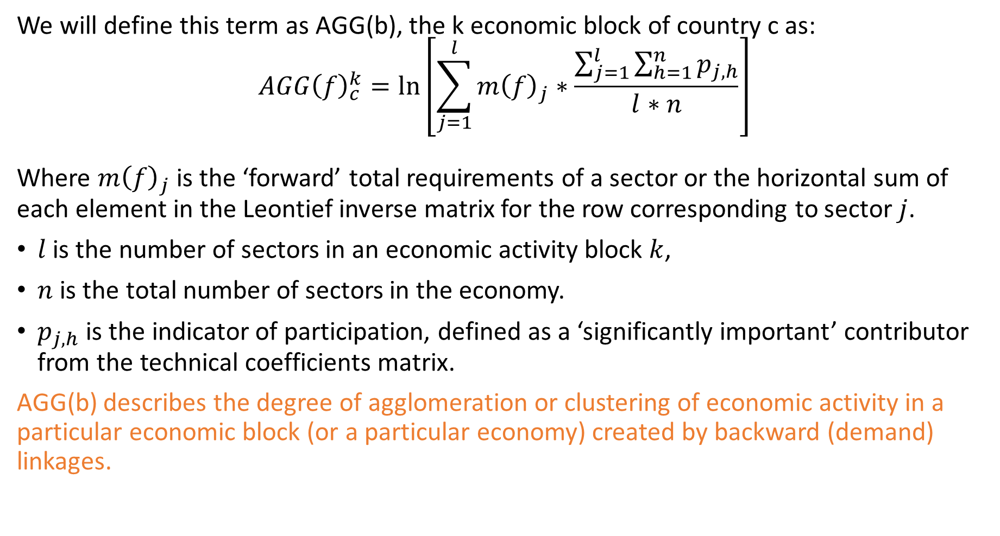 We will define this term as AGG(b), the k economic block of country c as:
$AGG(f)_c^k = \ln\left[\sum_{j=1}^{l} m(f)_j * \frac{\sum_{j=1}^{l}\sum_{h=1}^{n} p_{j,h}}{l * n}\right]$
Where $m(f)_j$ is the ‘forward’ total requirements of a sector or the horizontal sum of
each element in the Leontief inverse matrix for the row corresponding to sector $j$.
• $l$ is the number of sectors in an economic activity block $k$,
• $n$ is the total number of sectors in the economy.
• $p_{j,h}$ is the indicator of participation, defined as a ‘significantly important’ contributor
from the technical coefficients matrix.
AGG(b) describes the degree of agglomeration or clustering of economic activity in a
particular economic block (or a particular economy) created by backward (demand)
linkages.